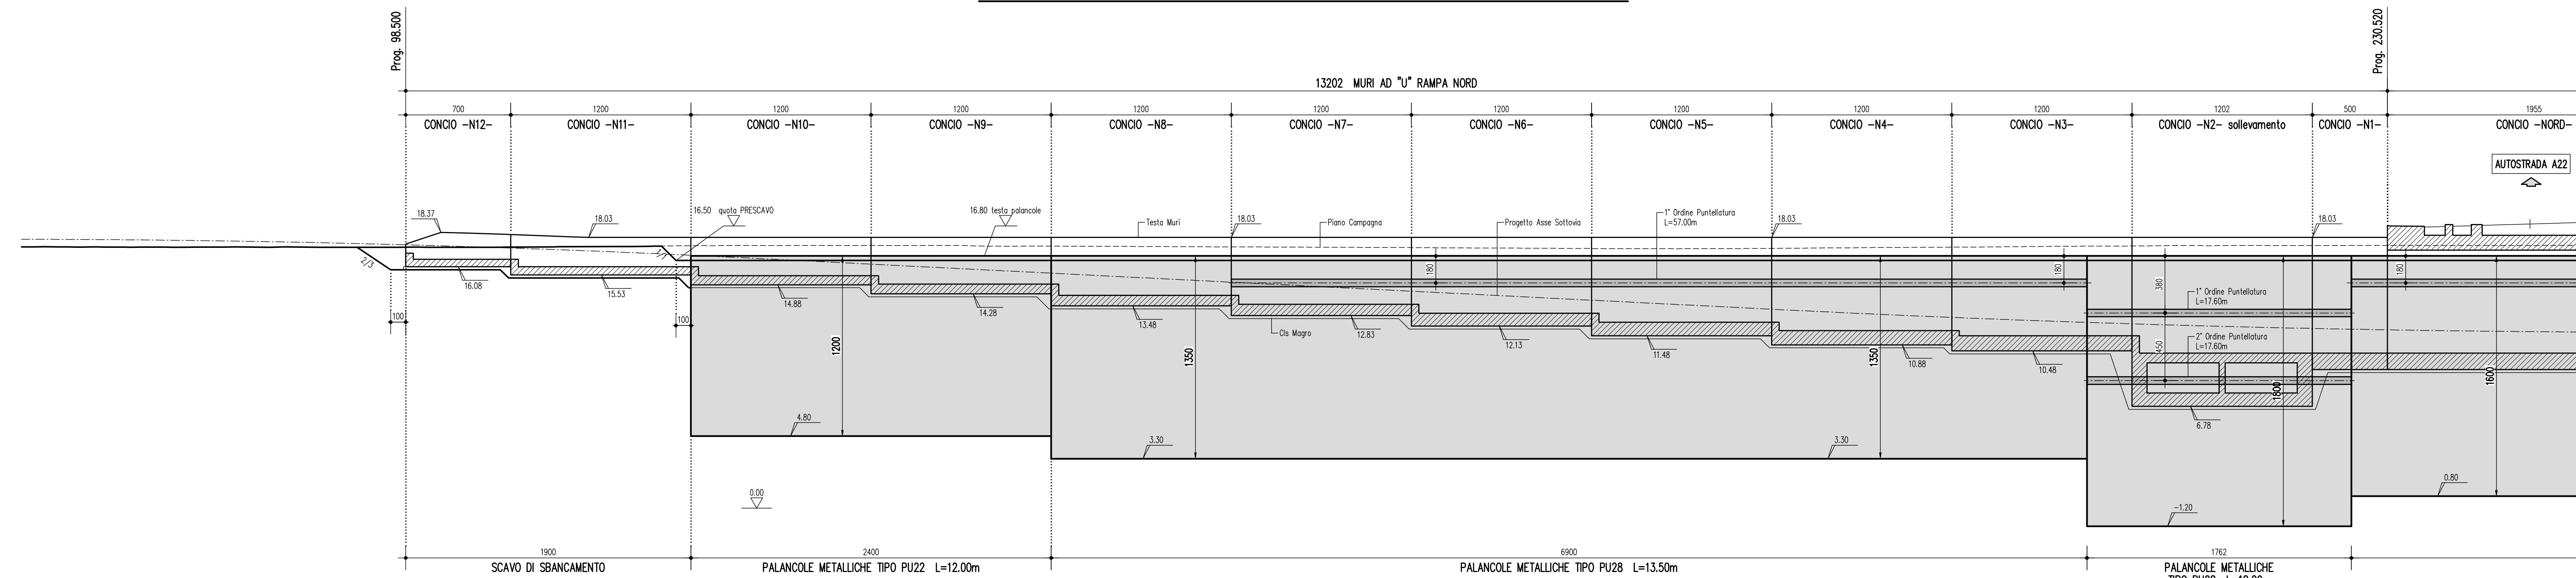 Prog. 98.500
Prog. 230.520
13202 MURI AD "U" RAMPA NORD
700
1200
1200
1200
1200
1200
1200
1200
1200
1200
1202
500
1955
CONCIO -N12-
CONCIO -N11-
CONCIO -N10-
CONCIO -N9-
CONCIO -N8-
CONCIO -N7-
CONCIO -N6-
CONCIO -N5-
CONCIO -N4-
CONCIO -N3-
CONCIO -N2- sollevamento
CONCIO -N1-
CONCIO -NORD-
AUTOSTRADA A22
18.37
18.03
16.50 quota PRESCAVO
16.80 testa palancole
Testa Muri
18.03
Piano Campagna
Progetto Asse Sottovia
1° Ordine Puntellatura
L=57.00m
18.03
18.03
2/3
100
100
16.08
15.53
14.88
14.28
13.48
12.83
12.13
11.48
10.88
10.48
6.78
Cls Magro
180
180
380
450
180
1° Ordine Puntellatura
L=17.60m
2° Ordine Puntellatura
L=17.60m
1200
1350
1350
1800
1600
4.80
3.30
3.30
0.80
-1.20
0.00
1900
2400
6900
1762
SCAVO DI SBANCAMENTO
PALANCOLE METALLICHE TIPO PU22 L=12.00m
PALANCOLE METALLICHE TIPO PU28 L=13.50m
PALANCOLE METALLICHE